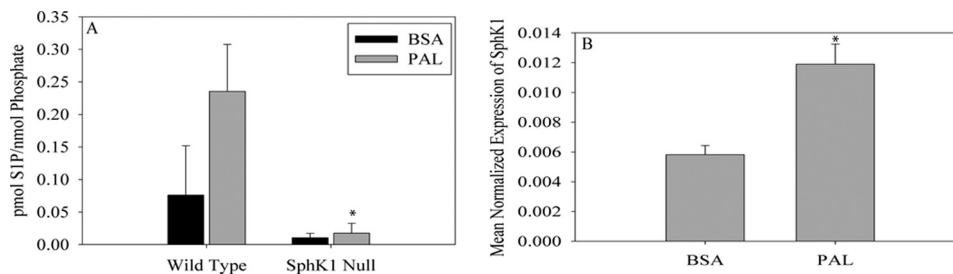 A
pmol S1P/nmol Phosphate
0.35
0.30
0.25
0.20
0.15
0.10
0.05
0.00
BSA
PAL
*
Wild Type
SphK1 Null
B
Mean Normalized Expression of SphK1
0.014
0.012
0.010
0.008
0.006
0.004
0.002
0.000
*
BSA
PAL